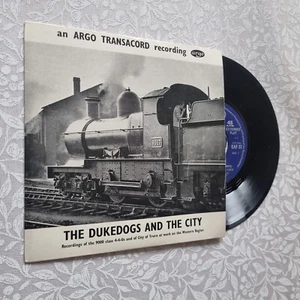 an ARGO TRANSACORD recording
THE DUKEDOGS AND THE CITY
Recordings of the 9000 class 4-4-0s and of City of Truro at work on the Western Region